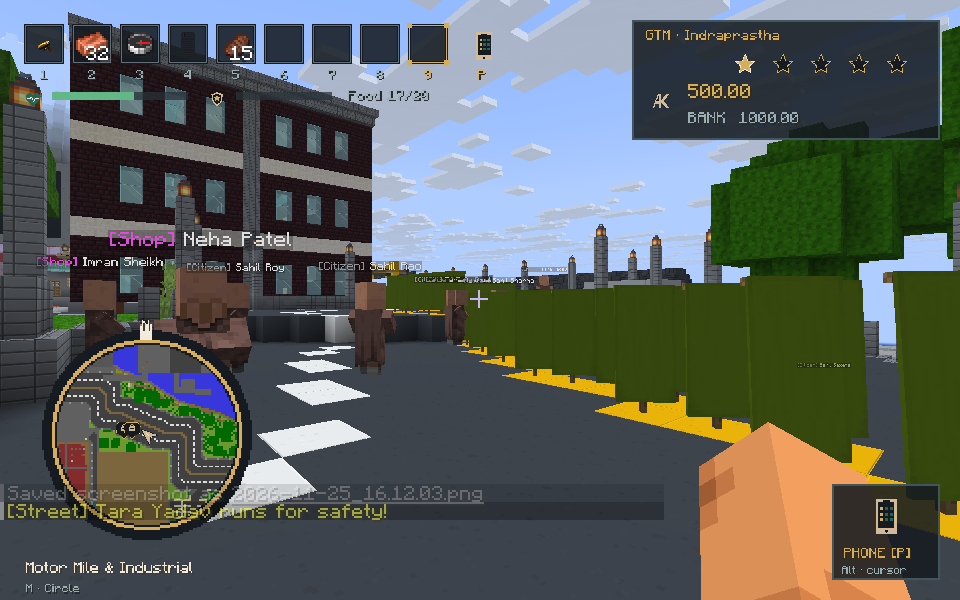 32
15
1 2 3 4 5 6 7 8 9 P
Food 17/20
GTM · Indraprastha
500.00
BANK 1000.00
[Shop] Neha Patel
[Shop] Imran Sheikh
[Citizen] Sahil Roy
[Citizen] Sahil Rao
[Street] Tara Yadav runs for safety!
Motor Mile & Industrial
M · Circle
PHONE [P]
Alt · cursor